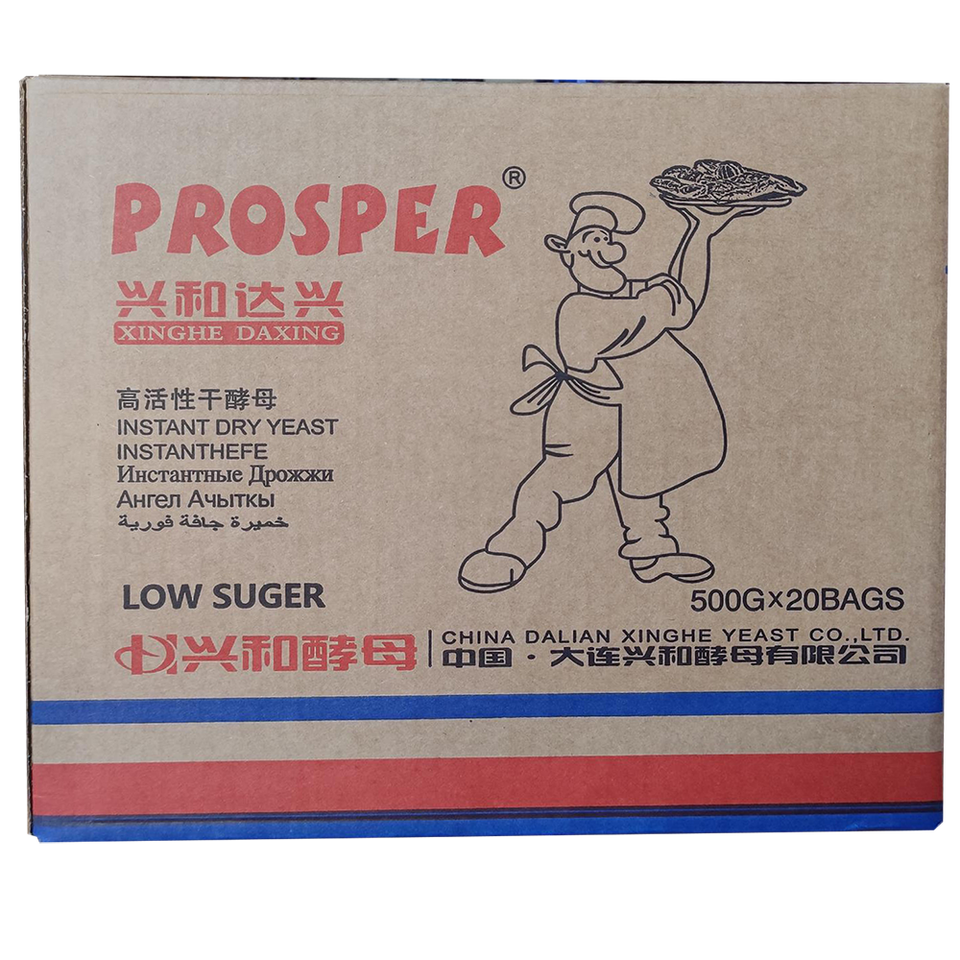 PROSPER®
兴和达兴
XINGHE DAXING
高活性干酵母
INSTANT DRY YEAST
INSTANTHEFE
Инстантные Дрожжи
Ангел Ачыткы
خميرة جافة فورية
LOW SUGER
500G×20BAGS
兴和酵母
CHINA DALIAN XINGHE YEAST CO.,LTD.
中国·大连兴和酵母有限公司